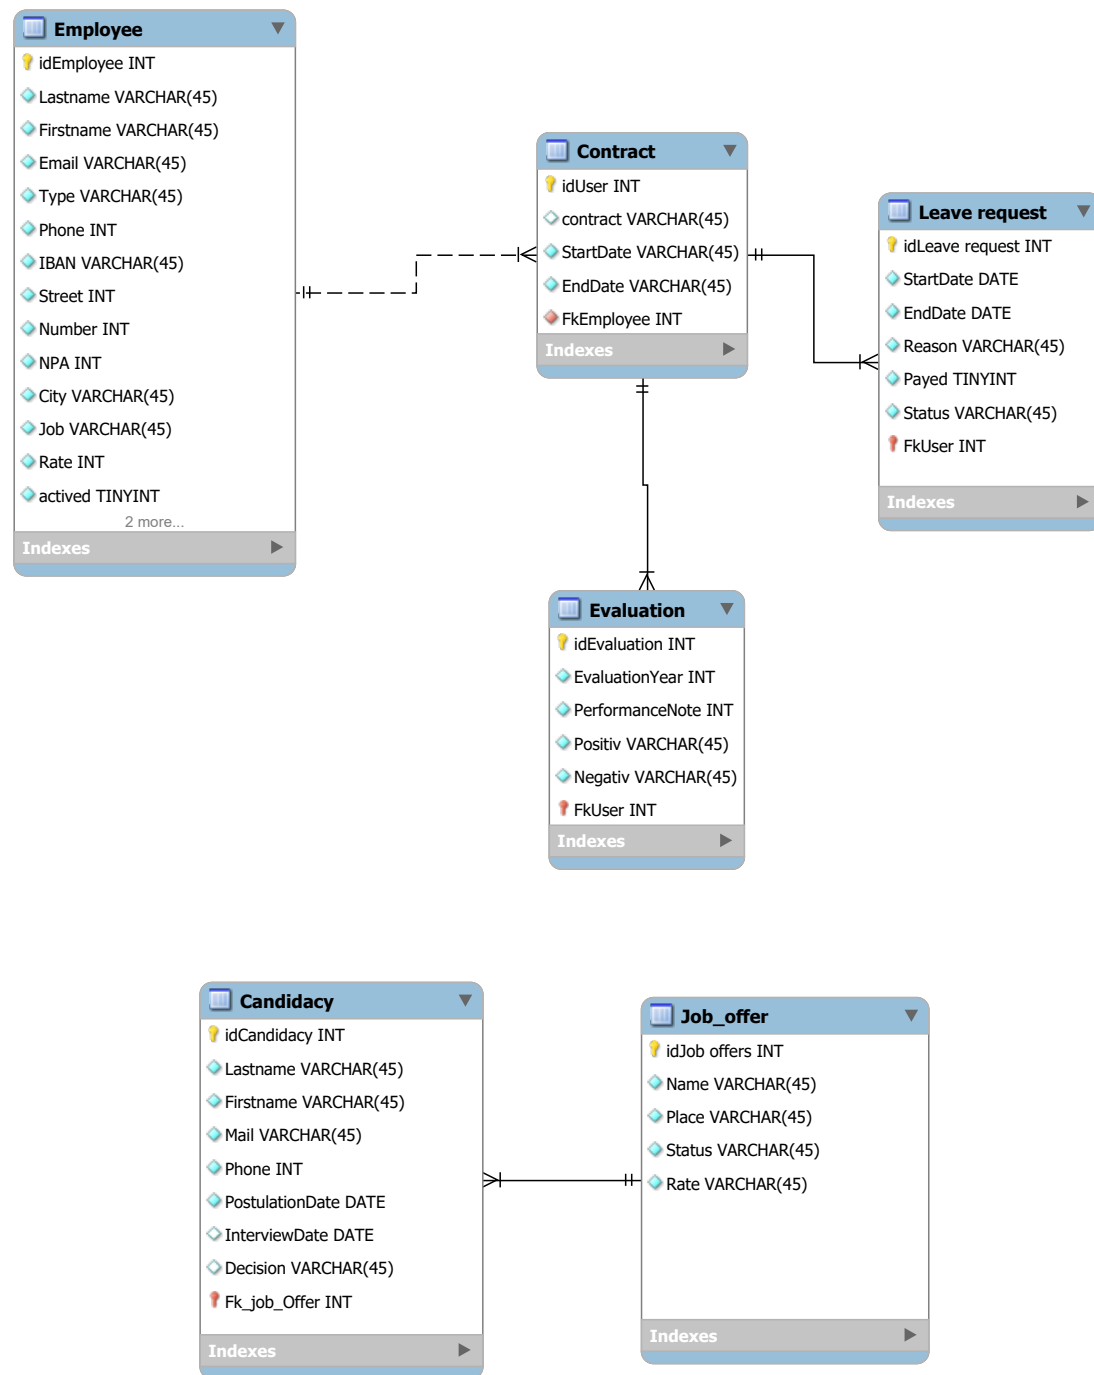 Employee
idEmployee INT
Lastname VARCHAR(45)
Firstname VARCHAR(45)
Email VARCHAR(45)
Type VARCHAR(45)
Phone INT
IBAN VARCHAR(45)
Street INT
Number INT
NPA INT
City VARCHAR(45)
Job VARCHAR(45)
Rate INT
actived TINYINT
2 more...
Indexes
Contract
idUser INT
contract VARCHAR(45)
StartDate VARCHAR(45)
EndDate VARCHAR(45)
FkEmployee INT
Indexes
Leave request
idLeave request INT
StartDate DATE
EndDate DATE
Reason VARCHAR(45)
Payed TINYINT
Status VARCHAR(45)
FkUser INT
Indexes
Evaluation
idEvaluation INT
EvaluationYear INT
PerformanceNote INT
Positiv VARCHAR(45)
Negativ VARCHAR(45)
FkUser INT
Indexes
Candidacy
idCandidacy INT
Lastname VARCHAR(45)
Firstname VARCHAR(45)
Mail VARCHAR(45)
Phone INT
PostulationDate DATE
InterviewDate DATE
Decision VARCHAR(45)
Fk_job_Offer INT
Indexes
Job_offer
idJob offers INT
Name VARCHAR(45)
Place VARCHAR(45)
Status VARCHAR(45)
Rate VARCHAR(45)
Indexes